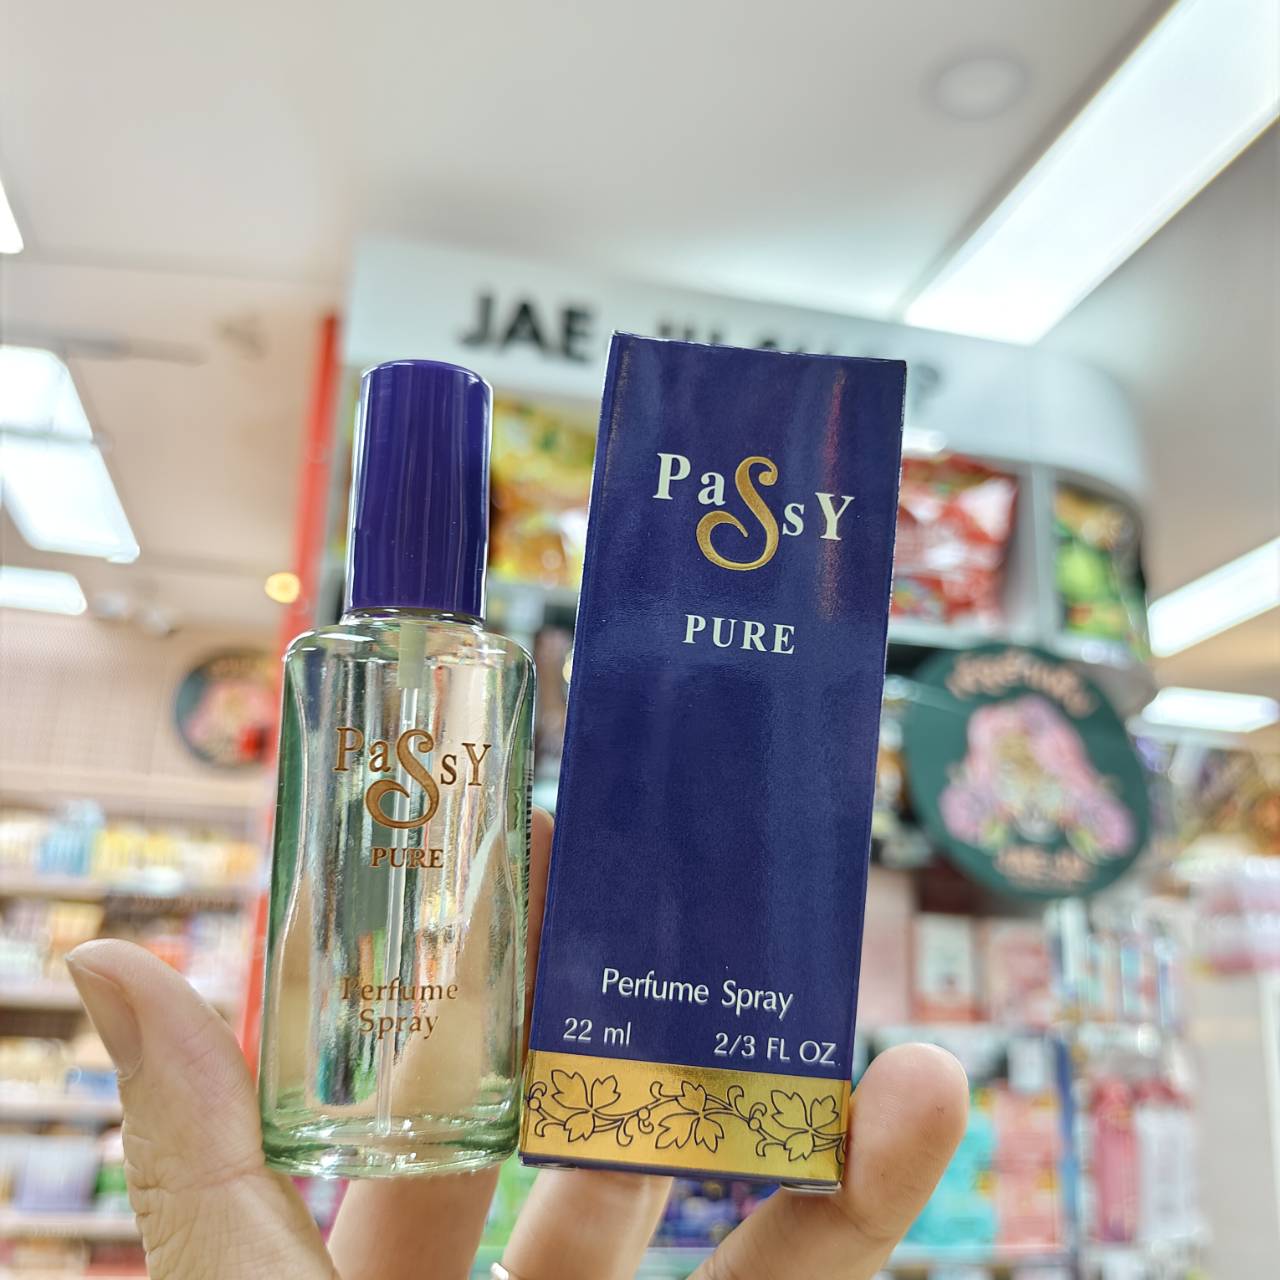 JAE
PaSsY
PURE
Perfume Spray
22 ml 2/3 FL OZ.
PaSsY
PURE
Perfume
Spray